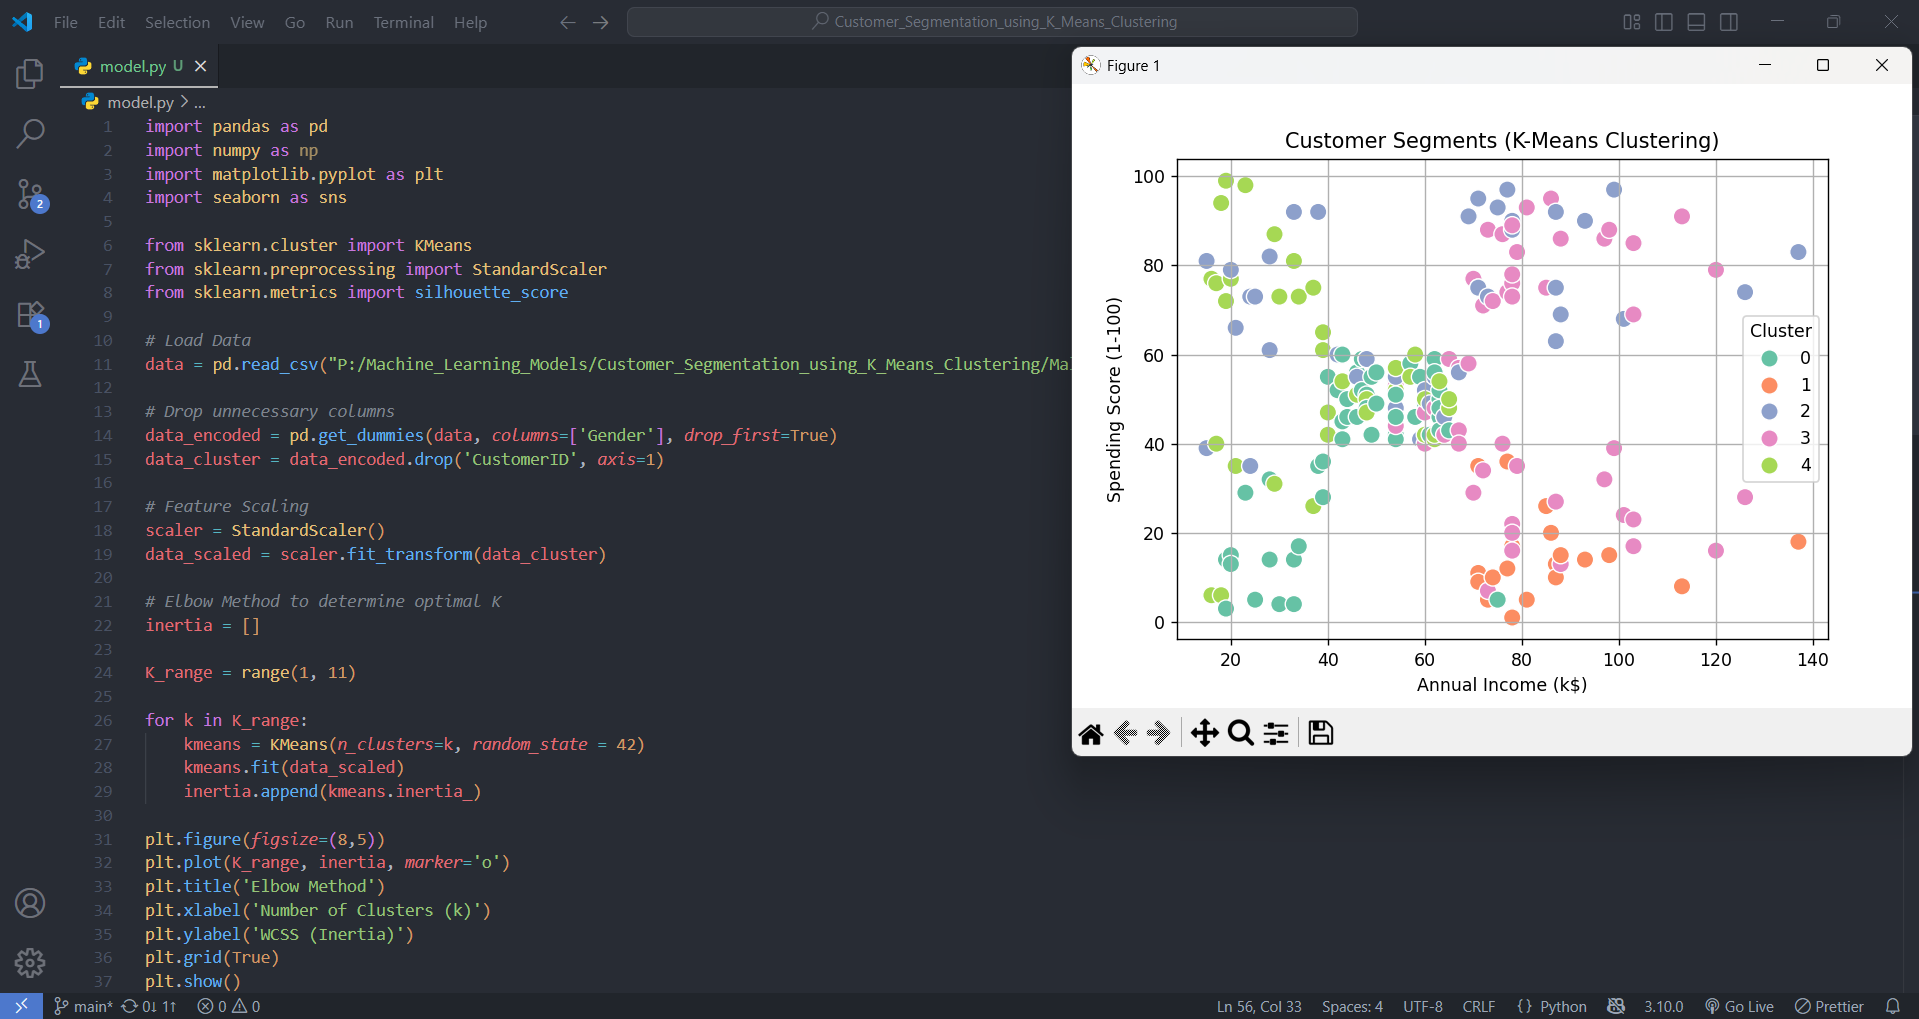 File Edit Selection View Go Run Terminal Help
Customer_Segmentation_using_K_Means_Clustering
model.py U
model.py > ...
1 import pandas as pd
2 import numpy as np
3 import matplotlib.pyplot as plt
4 import seaborn as sns
5
6 from sklearn.cluster import KMeans
7 from sklearn.preprocessing import StandardScaler
8 from sklearn.metrics import silhouette_score
9
10 # Load Data
11 data = pd.read_csv("P:/Machine_Learning_Models/Customer_Segmentation_using_K_Means_Clustering/Mal
12
13 # Drop unnecessary columns
14 data_encoded = pd.get_dummies(data, columns=['Gender'], drop_first=True)
15 data_cluster = data_encoded.drop('CustomerID', axis=1)
16
17 # Feature Scaling
18 scaler = StandardScaler()
19 data_scaled = scaler.fit_transform(data_cluster)
20
21 # Elbow Method to determine optimal K
22 inertia = []
23
24 K_range = range(1, 11)
25
26 for k in K_range:
27 kmeans = KMeans(n_clusters=k, random_state = 42)
28 kmeans.fit(data_scaled)
29 inertia.append(kmeans.inertia_)
30
31 plt.figure(figsize=(8,5))
32 plt.plot(K_range, inertia, marker='o')
33 plt.title('Elbow Method')
34 plt.xlabel('Number of Clusters (k)')
35 plt.ylabel('WCSS (Inertia)')
36 plt.grid(True)
37 plt.show()
2
1
Figure 1
Customer Segments (K-Means Clustering)
Spending Score (1-100)
100
80
60
40
20
0
20 40 60 80 100 120 140
Annual Income (k$)
Cluster
0
1
2
3
4
main* 0↓ 1↑ 0 0
Ln 56, Col 33 Spaces: 4 UTF-8 CRLF {} Python 3.10.0 Go Live Prettier